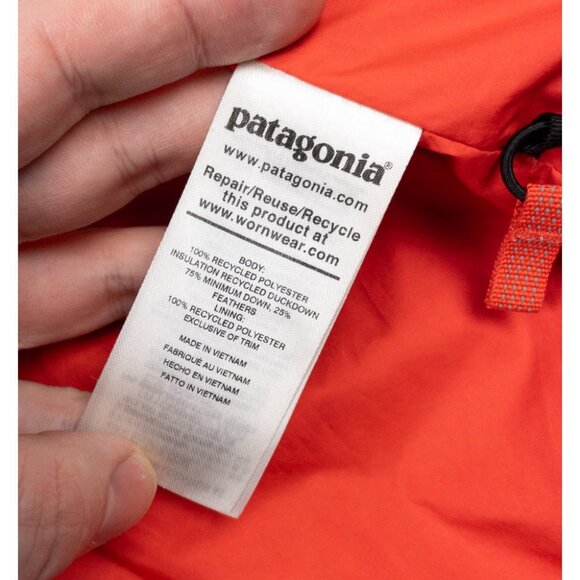 patagonia®
www.patagonia.com
Repair/Reuse/Recycle
this product at
www.wornwear.com
BODY:
100% RECYCLED POLYESTER
INSULATION RECYCLED DUCKDOWN
75% MINIMUM DOWN, 25%
FEATHERS
LINING:
100% RECYCLED POLYESTER
EXCLUSIVE OF TRIM
MADE IN VIETNAM
FABRIQUÉ AU VIETNAM
HECHO EN VIETNAM
FATTO IN VIETNAM